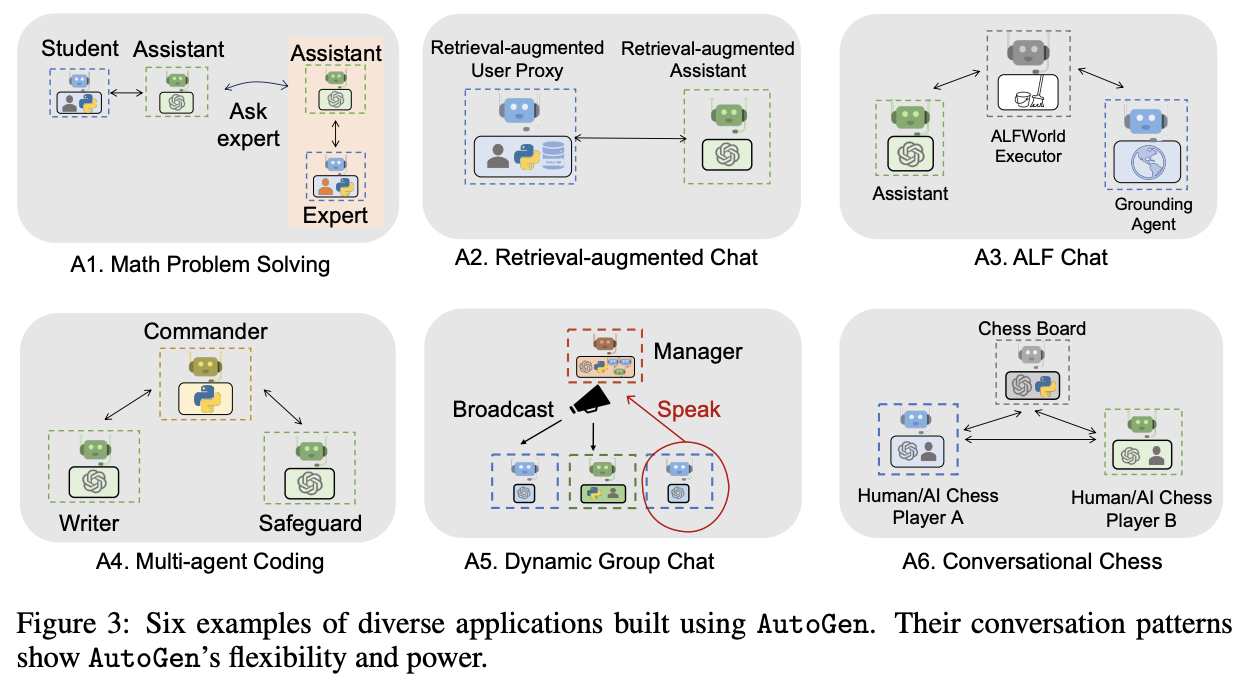 Student
Assistant
Assistant
Ask
expert
Expert
A1. Math Problem Solving
Retrieval-augmented
User Proxy
Retrieval-augmented
Assistant
A2. Retrieval-augmented Chat
ALFWorld
Executor
Assistant
Grounding
Agent
A3. ALF Chat
Commander
Writer
Safeguard
A4. Multi-agent Coding
Manager
Broadcast
Speak
A5. Dynamic Group Chat
Chess Board
Human/AI Chess
Player A
Human/AI Chess
Player B
A6. Conversational Chess
Figure 3: Six examples of diverse applications built using AutoGen. Their conversation patterns
show AutoGen's flexibility and power.